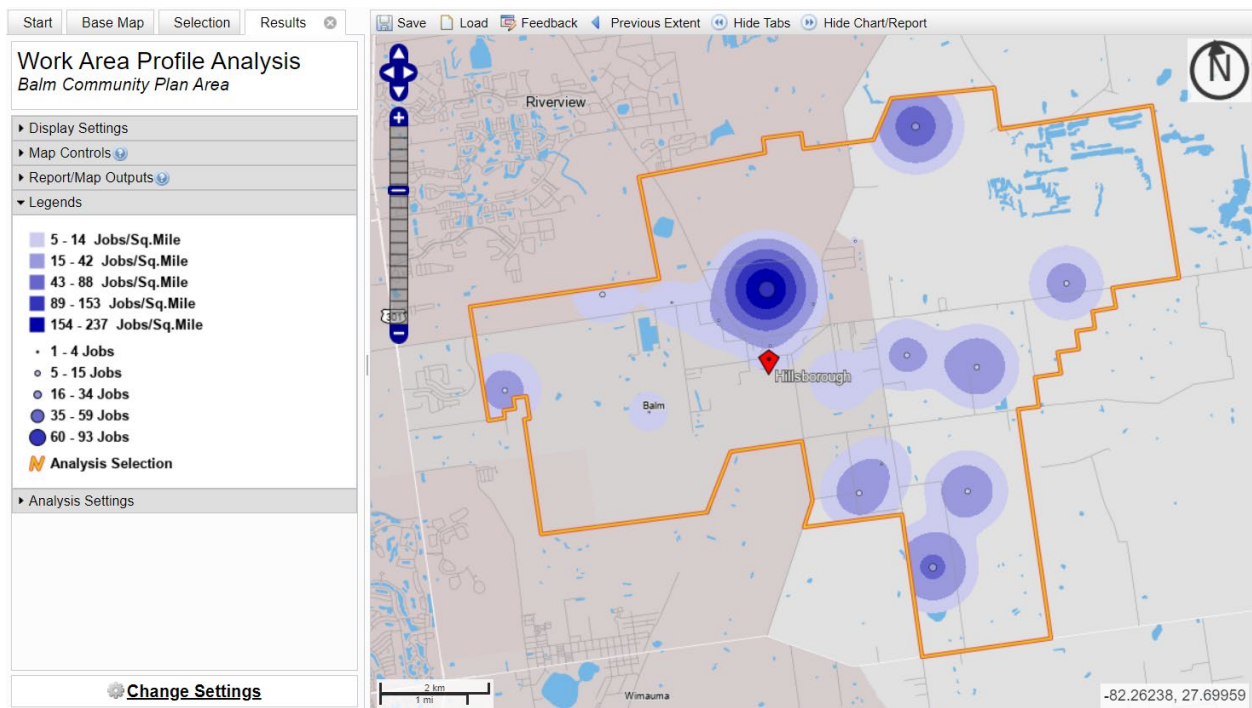 Start
Base Map
Selection
Results
Save
Load
Feedback
Previous Extent
Hide Tabs
Hide Chart/Report
Work Area Profile Analysis
Balm Community Plan Area
Display Settings
Map Controls
Report/Map Outputs
Legends
5 - 14 Jobs/Sq.Mile
15 - 42 Jobs/Sq.Mile
43 - 88 Jobs/Sq.Mile
89 - 153 Jobs/Sq.Mile
154 - 237 Jobs/Sq.Mile
1 - 4 Jobs
5 - 15 Jobs
16 - 34 Jobs
35 - 59 Jobs
60 - 93 Jobs
Analysis Selection
Analysis Settings
Change Settings
N
Riverview
301
Hillsborough
Balm
Wimauma
2 km
1 mi
-82.26238, 27.69959